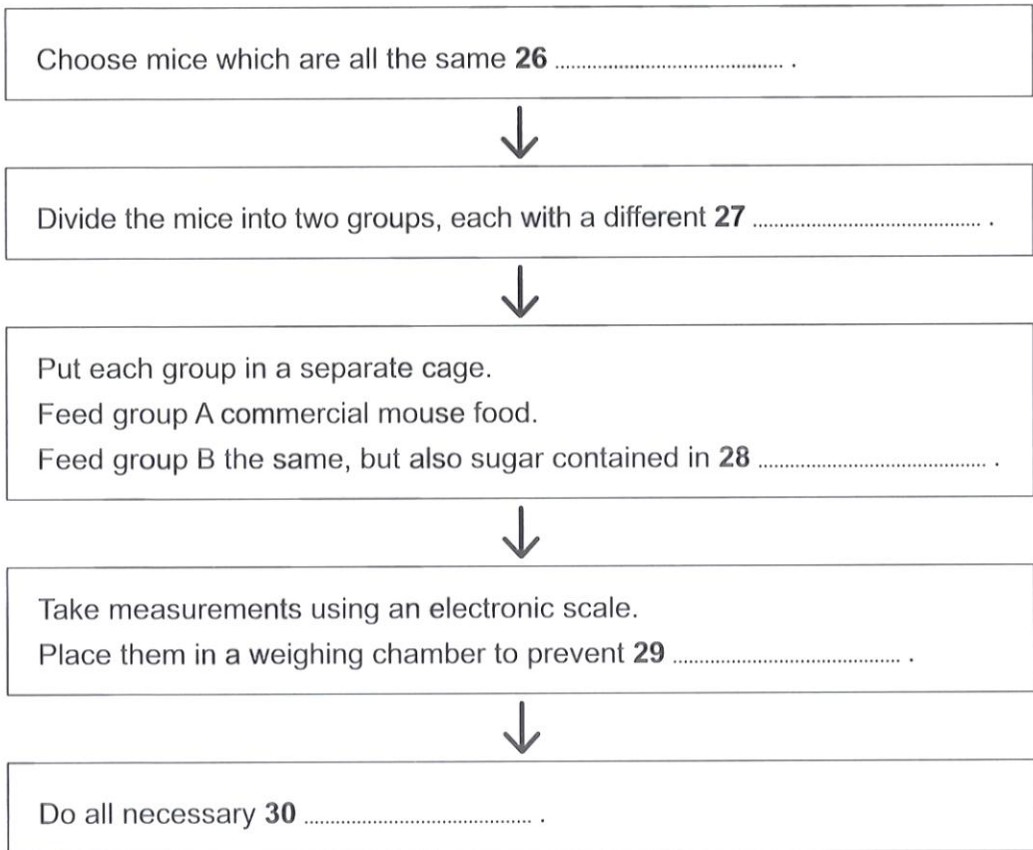 Choose mice which are all the same 26 .......................................... .
Divide the mice into two groups, each with a different 27 .......................................... .
Put each group in a separate cage.
Feed group A commercial mouse food.
Feed group B the same, but also sugar contained in 28 .......................................... .
Take measurements using an electronic scale.
Place them in a weighing chamber to prevent 29 .......................................... .
Do all necessary 30 .......................................... .